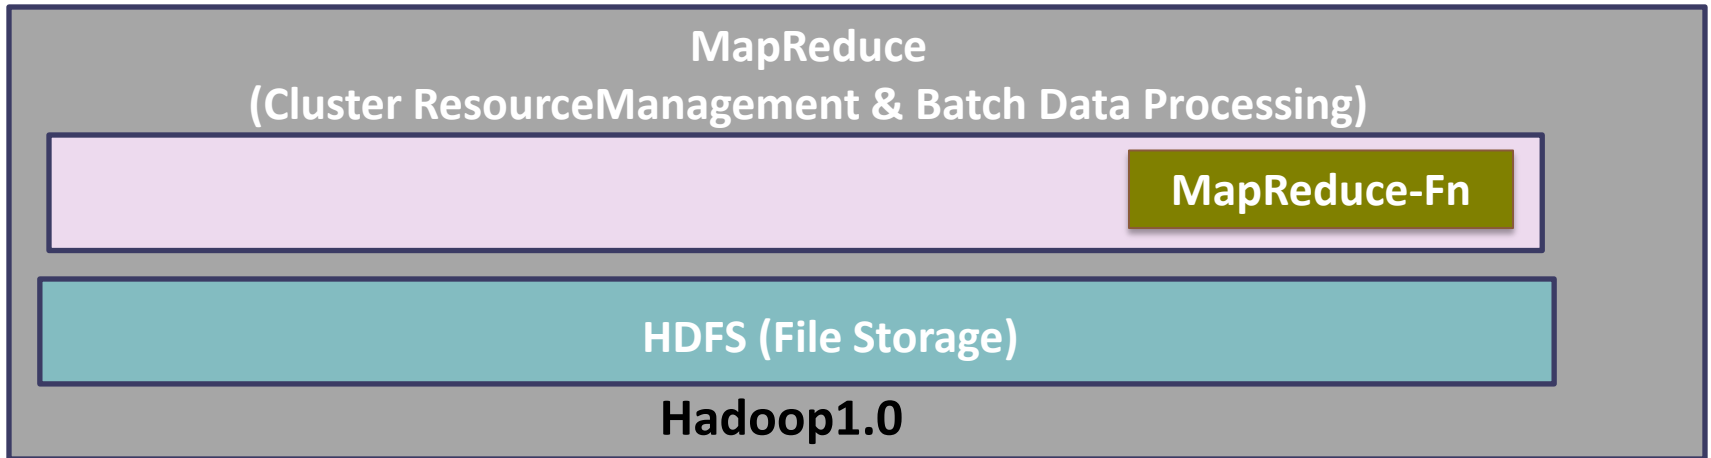 MapReduce
(Cluster ResourceManagement & Batch Data Processing)
MapReduce-Fn
HDFS (File Storage)
Hadoop1.0